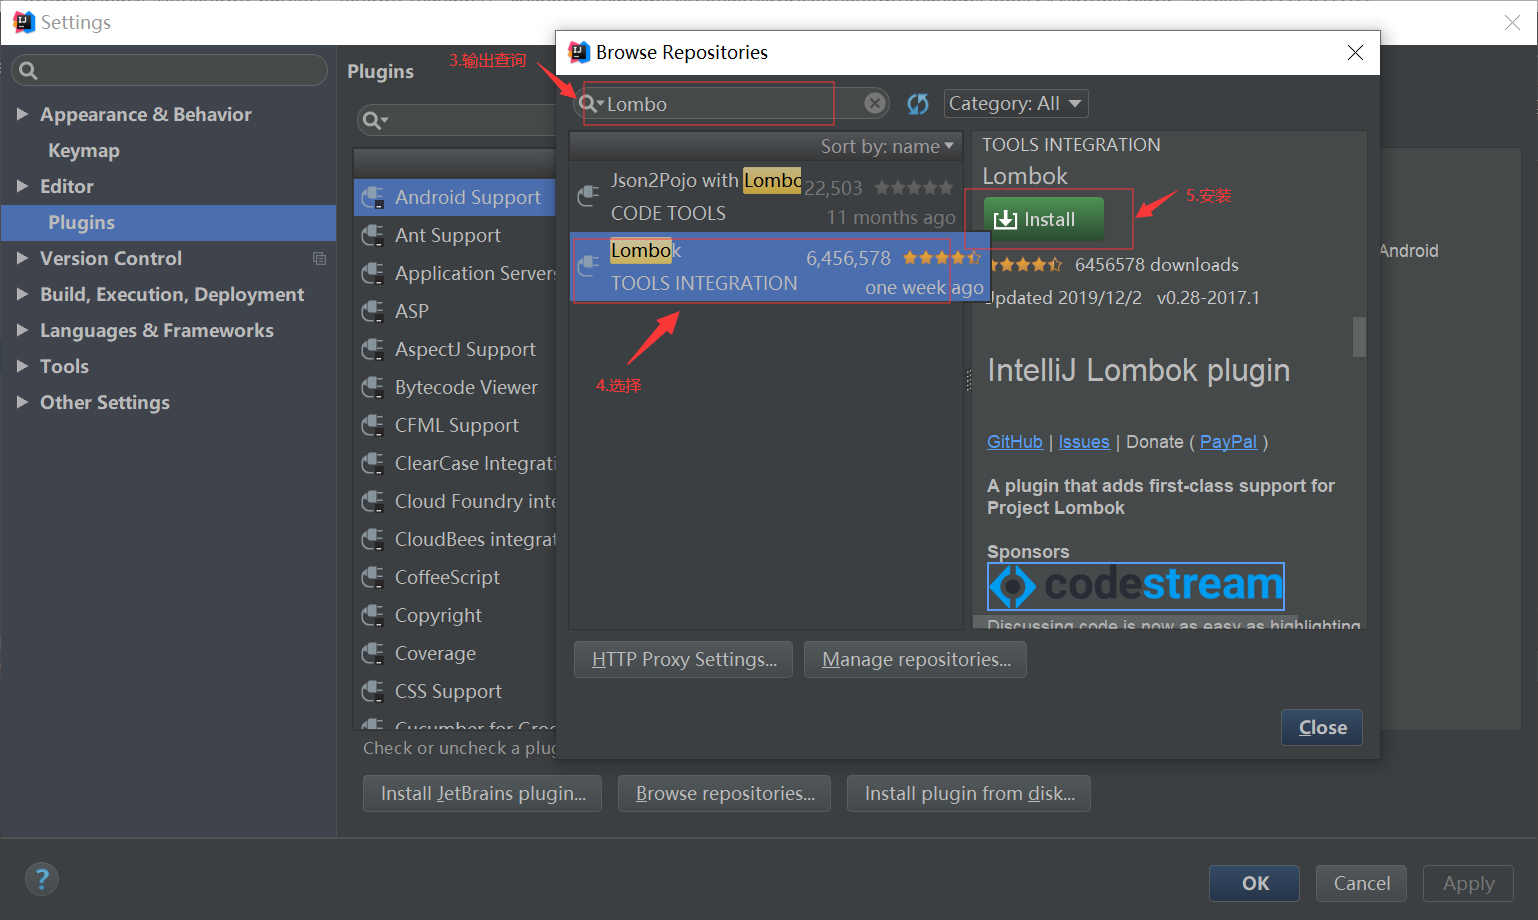 Settings
Appearance & Behavior
Keymap
Editor
Plugins
Version Control
Build, Execution, Deployment
Languages & Frameworks
Tools
Other Settings
Plugins
Android Support
Ant Support
Application Servers
ASP
AspectJ Support
Bytecode Viewer
CFML Support
ClearCase Integrati
Cloud Foundry inte
CloudBees integrat
CoffeeScript
Copyright
Coverage
CSS Support
Cucumber for Groo
Check or uncheck a plug
Install JetBrains plugin...
Browse repositories...
Install plugin from disk...
Android
3.输出查询
Browse Repositories
Lombo
Category: All
Sort by: name
Json2Pojo with Lombo
22,503
CODE TOOLS
11 months ago
Lombok
6,456,578
TOOLS INTEGRATION
one week ago
4.选择
TOOLS INTEGRATION
Lombok
Install
5.安装
6456578 downloads
Updated 2019/12/2 v0.28-2017.1
IntelliJ Lombok plugin
GitHub | Issues | Donate ( PayPal )
A plugin that adds first-class support for
Project Lombok
Sponsors
codestream
Discussing code is now as easy as highlighting
HTTP Proxy Settings...
Manage repositories...
Close
?
OK
Cancel
Apply